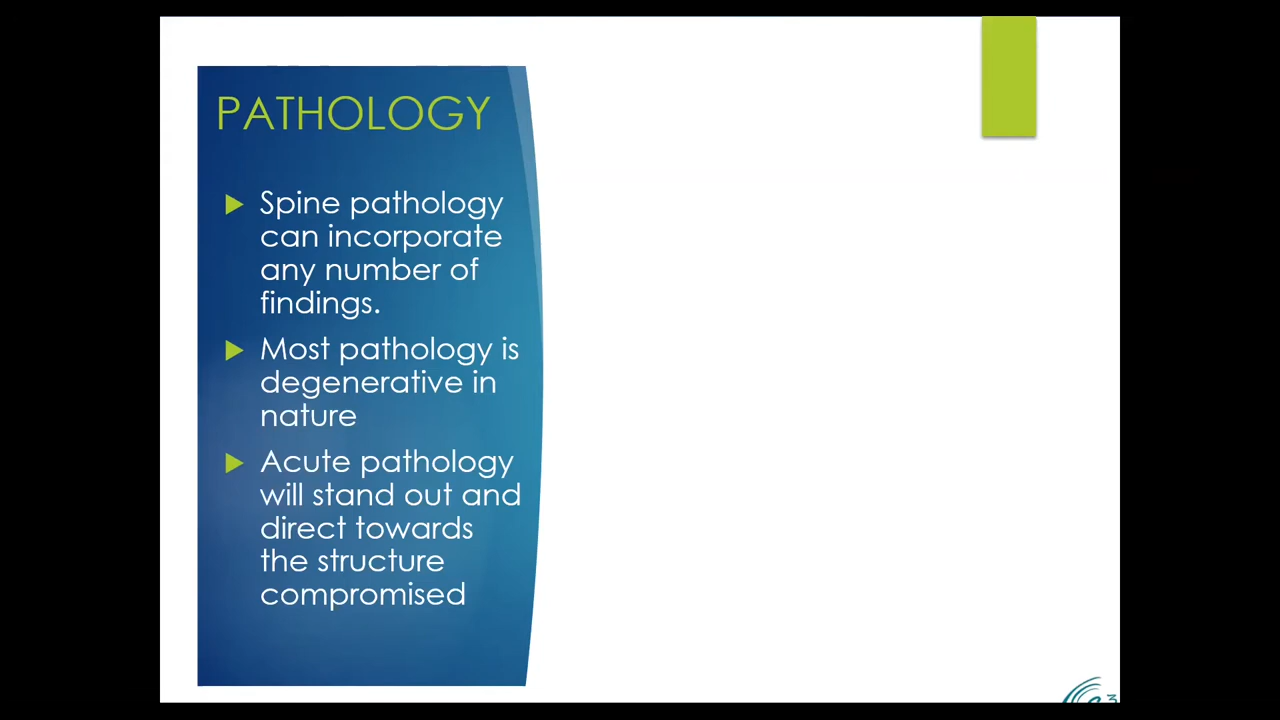 PATHOLOGY
Spine pathology
can incorporate
any number of
findings.
Most pathology is
degenerative in
nature
Acute pathology
will stand out and
direct towards
the structure
compromised